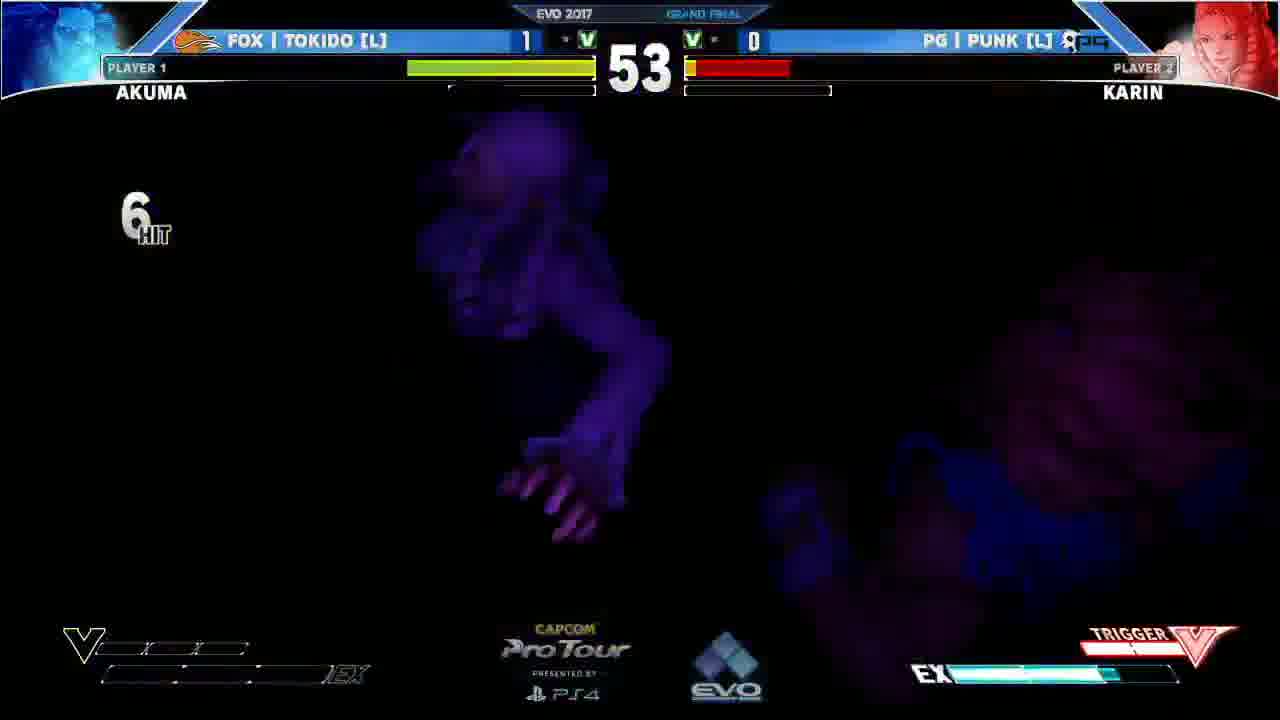 EVO 2017 GRAND FINAL
FOX | TOKIDO [L] 1 V 53 V 0 PG | PUNK [L]
PLAYER 1 PLAYER 2
AKUMA KARIN
6 HIT
V TRIGGER V
EX EX
CAPCOM
Pro Tour
PRESENTED BY
PS4
EVO